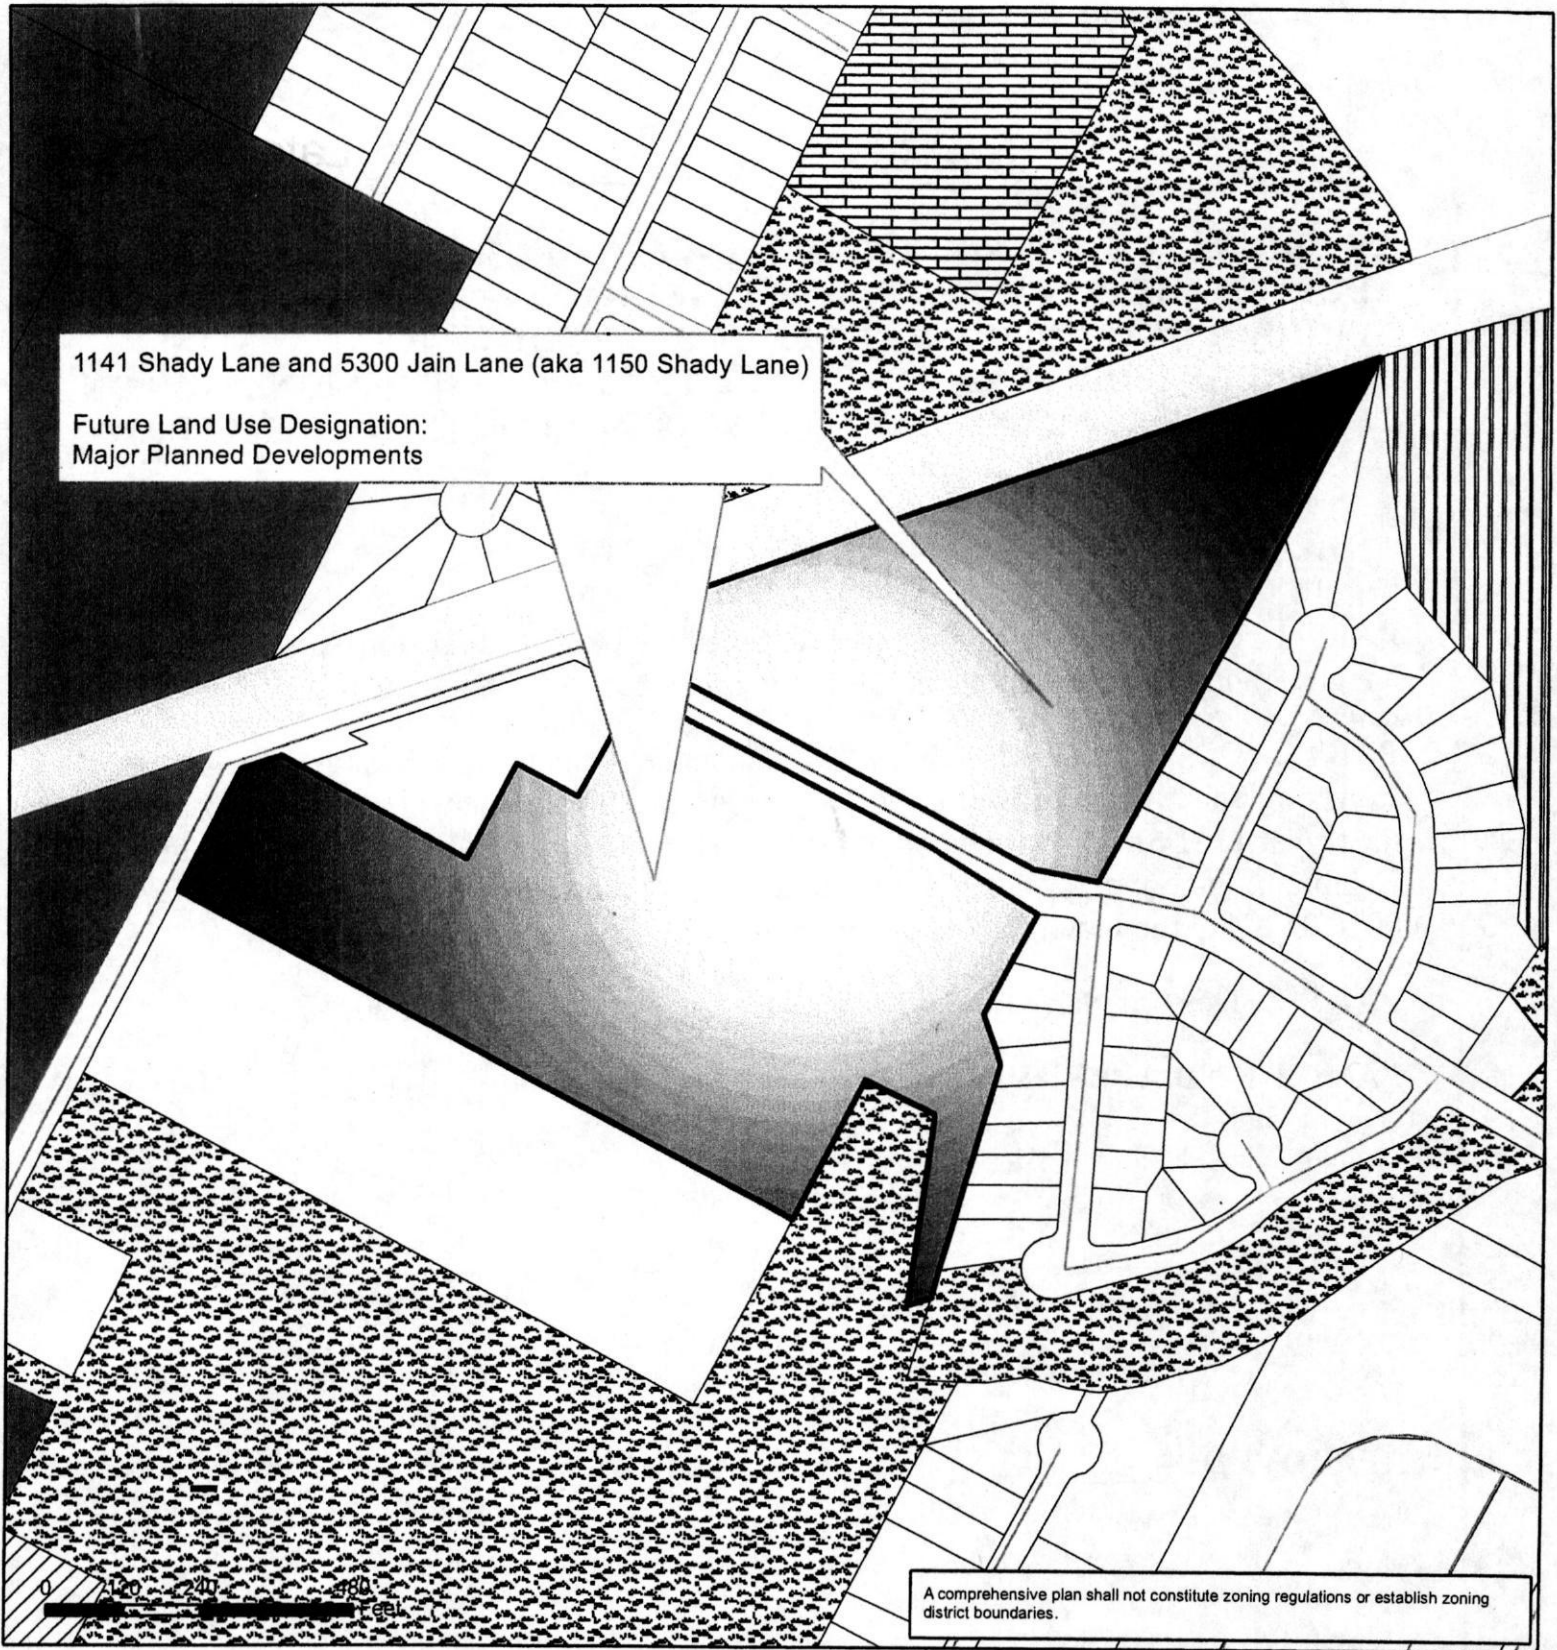 1141 Shady Lane and 5300 Jain Lane (aka 1150 Shady Lane)
Future Land Use Designation:
Major Planned Developments
0 120 240 480
Feet
A comprehensive plan shall not constitute zoning regulations or establish zoning
district boundaries.